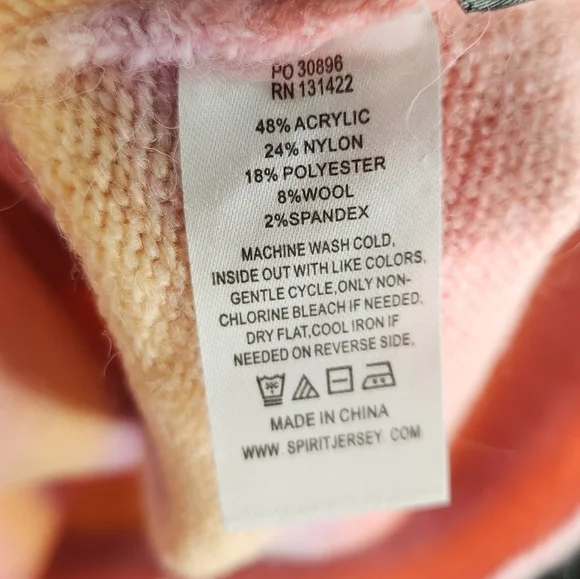 PO 30896
RN 131422
48% ACRYLIC
24% NYLON
18% POLYESTER
8%WOOL
2%SPANDEX
MACHINE WASH COLD,
INSIDE OUT WITH LIKE COLORS,
GENTLE CYCLE,ONLY NON-
CHLORINE BLEACH IF NEEDED,
DRY FLAT,COOL IRON IF
NEEDED ON REVERSE SIDE,
MADE IN CHINA
WWW.SPIRITJERSEY.COM